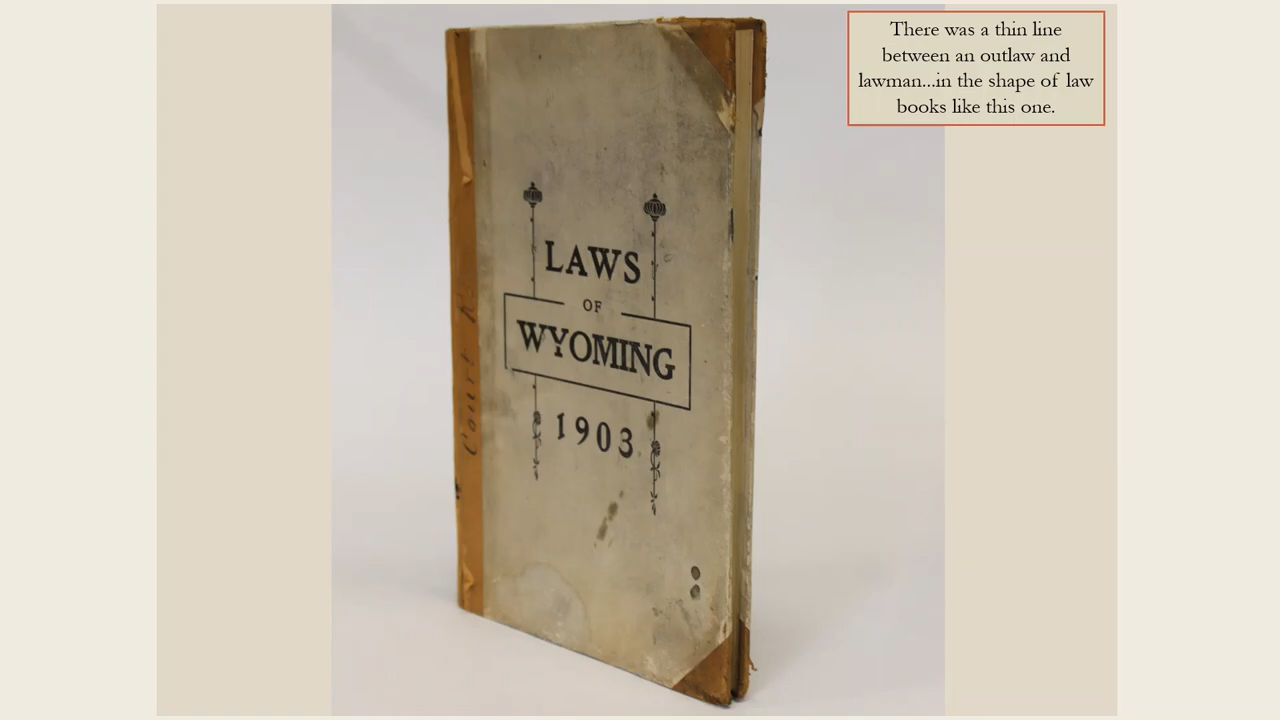 There was a thin line
between an outlaw and
lawman...in the shape of law
books like this one.
LAWS
OF
WYOMING
1903
Court